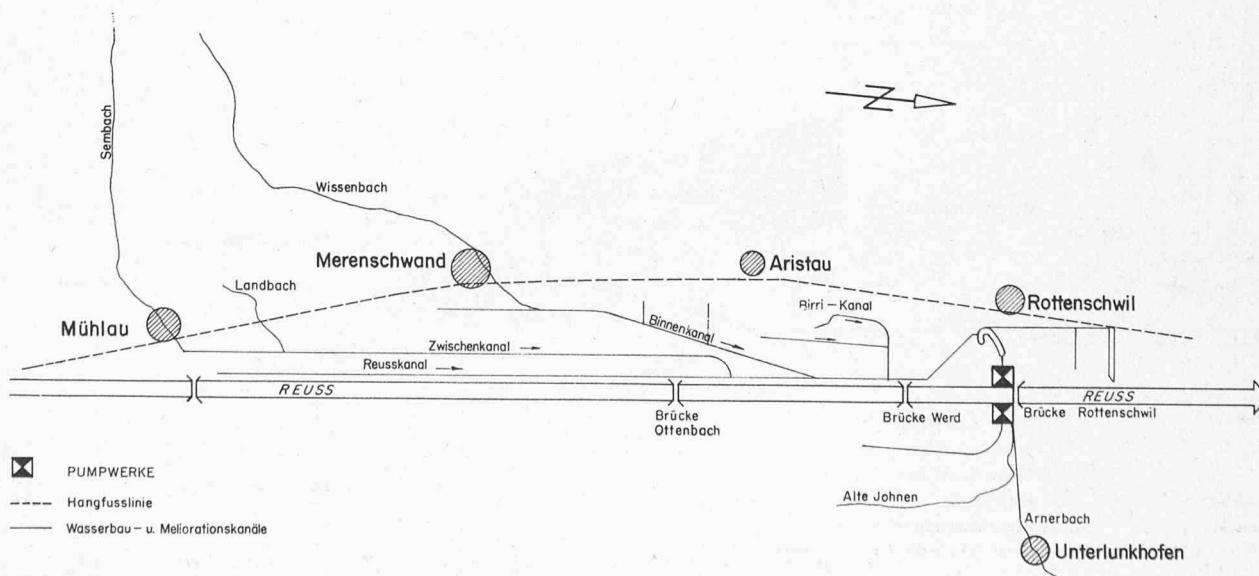 Sembach
Wissenbach
Merenschwand
Aristau
Landbach
Rottenschwil
Birri-Kanal
Mühlau
Binnenkanal
Zwischenkanal
Reusskanal
REUSS
REUSS
Brücke
Ottenbach
Brücke Werd
Brücke Rottenschwil
PUMPWERKE
Alte Johnen
Hangfusslinie
Arnerbach
Wasserbau- u. Meliorationskanäle
Unterlunkhofen